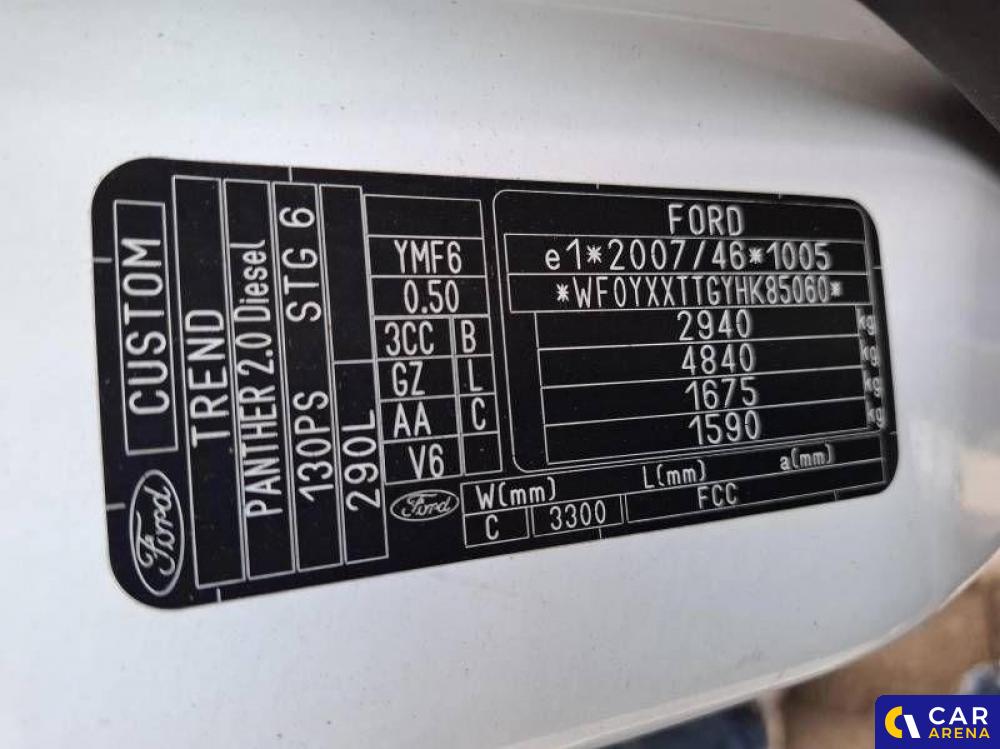 Ford
CUSTOM
TREND
PANTHER 2.0 Diesel
130PS STG 6
290L
YMF6
0.50
3CC B
GZ L
AA C
V6
Ford
FORD
e1*2007/46*1005
*WF0YXXTTGYHK85060*
2940 kg
4840 kg
1675 kg
1590 kg
W(mm) L(mm) a(mm)
C 3300 FCC
CAR
ARENA